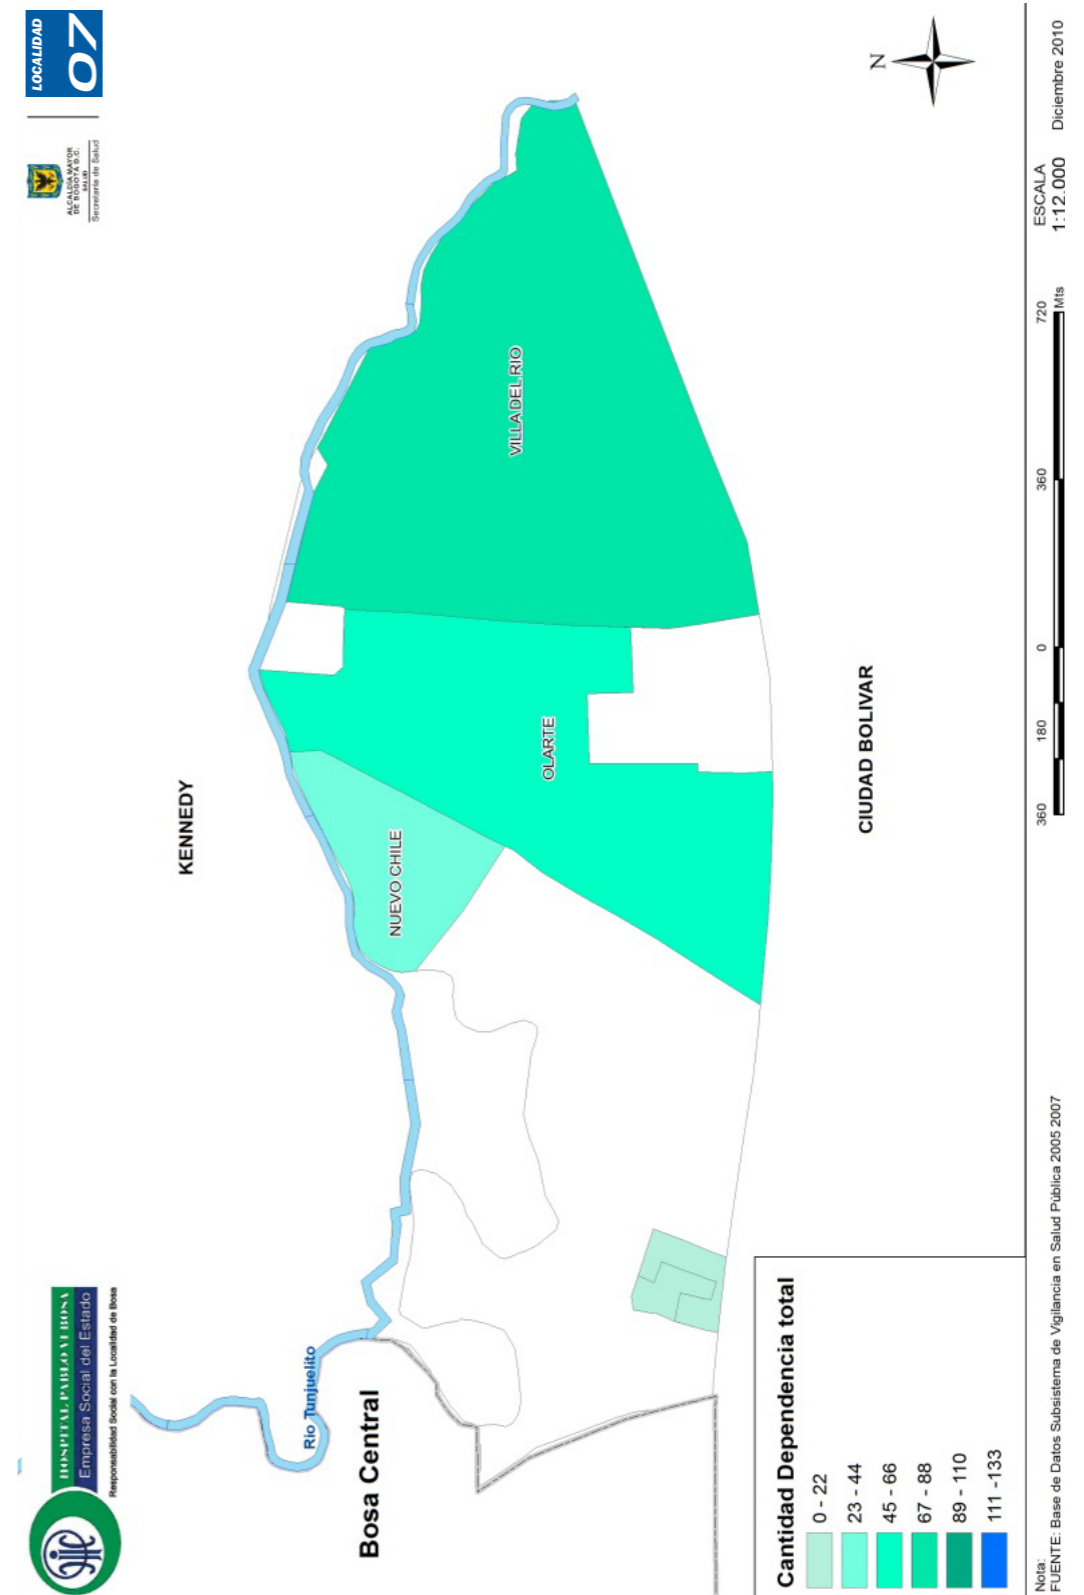 HOSPITAL PABLO VI BOSA
Empresa Social del Estado
Responsabilidad Social con la Localidad de Bosa
ALCALDÍA MAYOR
DE BOGOTÁ D.C.
SALUD
Secretaría de Salud
LOCALIDAD
07
N
KENNEDY
Rio Tunjuelito
Bosa Central
NUEVO CHILE
OLARTE
VILLA DEL RIO
CIUDAD BOLIVAR
Cantidad Dependencia total
0 - 22
23 - 44
45 - 66
67 - 88
89 - 110
111 -133
Nota:
FUENTE: Base de Datos Subsistema de Vigilancia en Salud Pública 2005 2007
360 180 0 360 720
Mts
ESCALA
1:12.000
Diciembre 2010